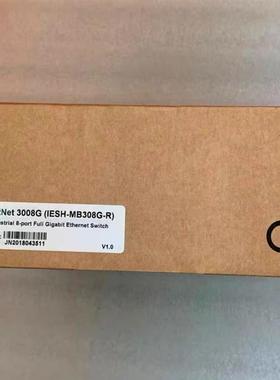 Net 3008G (IESH-MB308G-R)
strial 8-port Full Gigabit Ethernet Switch
JN2018043511 V1.0